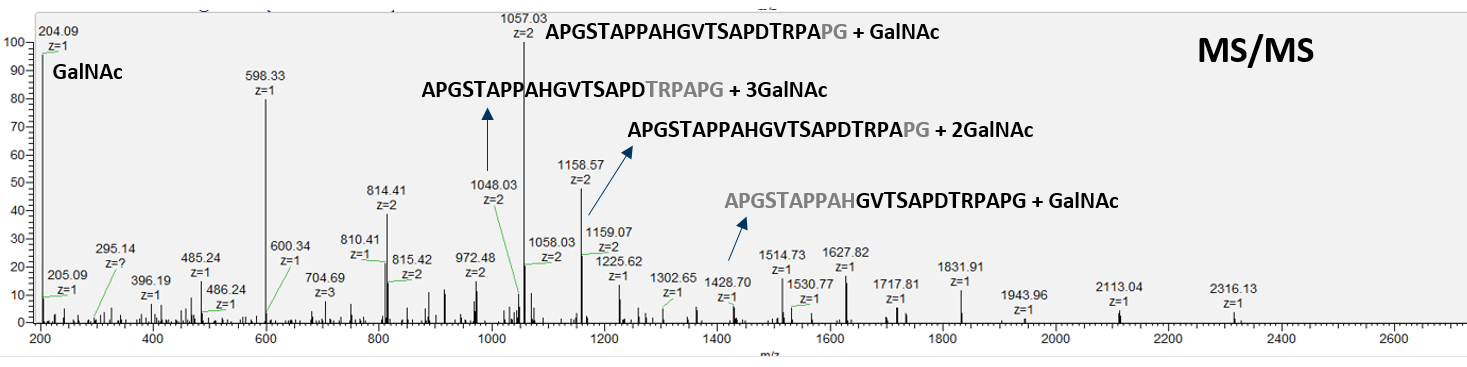 204.09
z=1
GalNAc
1057.03
z=2
APGSTAPPAHGVTSAPDTRPAPG + GalNAc
MS/MS
598.33
z=1
APGSTAPPAHGVTSAPDTRPAPG + 3GalNAc
APGSTAPPAHGVTSAPDTRPAPG + 2GalNAc
1158.57
z=2
814.41
z=2
1048.03
z=2
APGSTAPPAHGVTSAPDTRPAPG + GalNAc
295.14
z=?
600.34
z=1
810.41
z=1
1058.03
z=2
1159.07
z=2
205.09
z=1
396.19
z=1
485.24
z=1
486.24
z=1
704.69
z=3
815.42
z=2
972.48
z=2
1225.62
z=1
1302.65
z=1
1428.70
z=1
1514.73
z=1
1530.77
z=1
1627.82
z=1
1717.81
z=1
1831.91
z=1
1943.96
z=1
2113.04
z=1
2316.13
z=1
100
90
80
70
60
50
40
30
20
10
0
200 400 600 800 1000 1200 1400 1600 1800 2000 2200 2400 2600
m/z